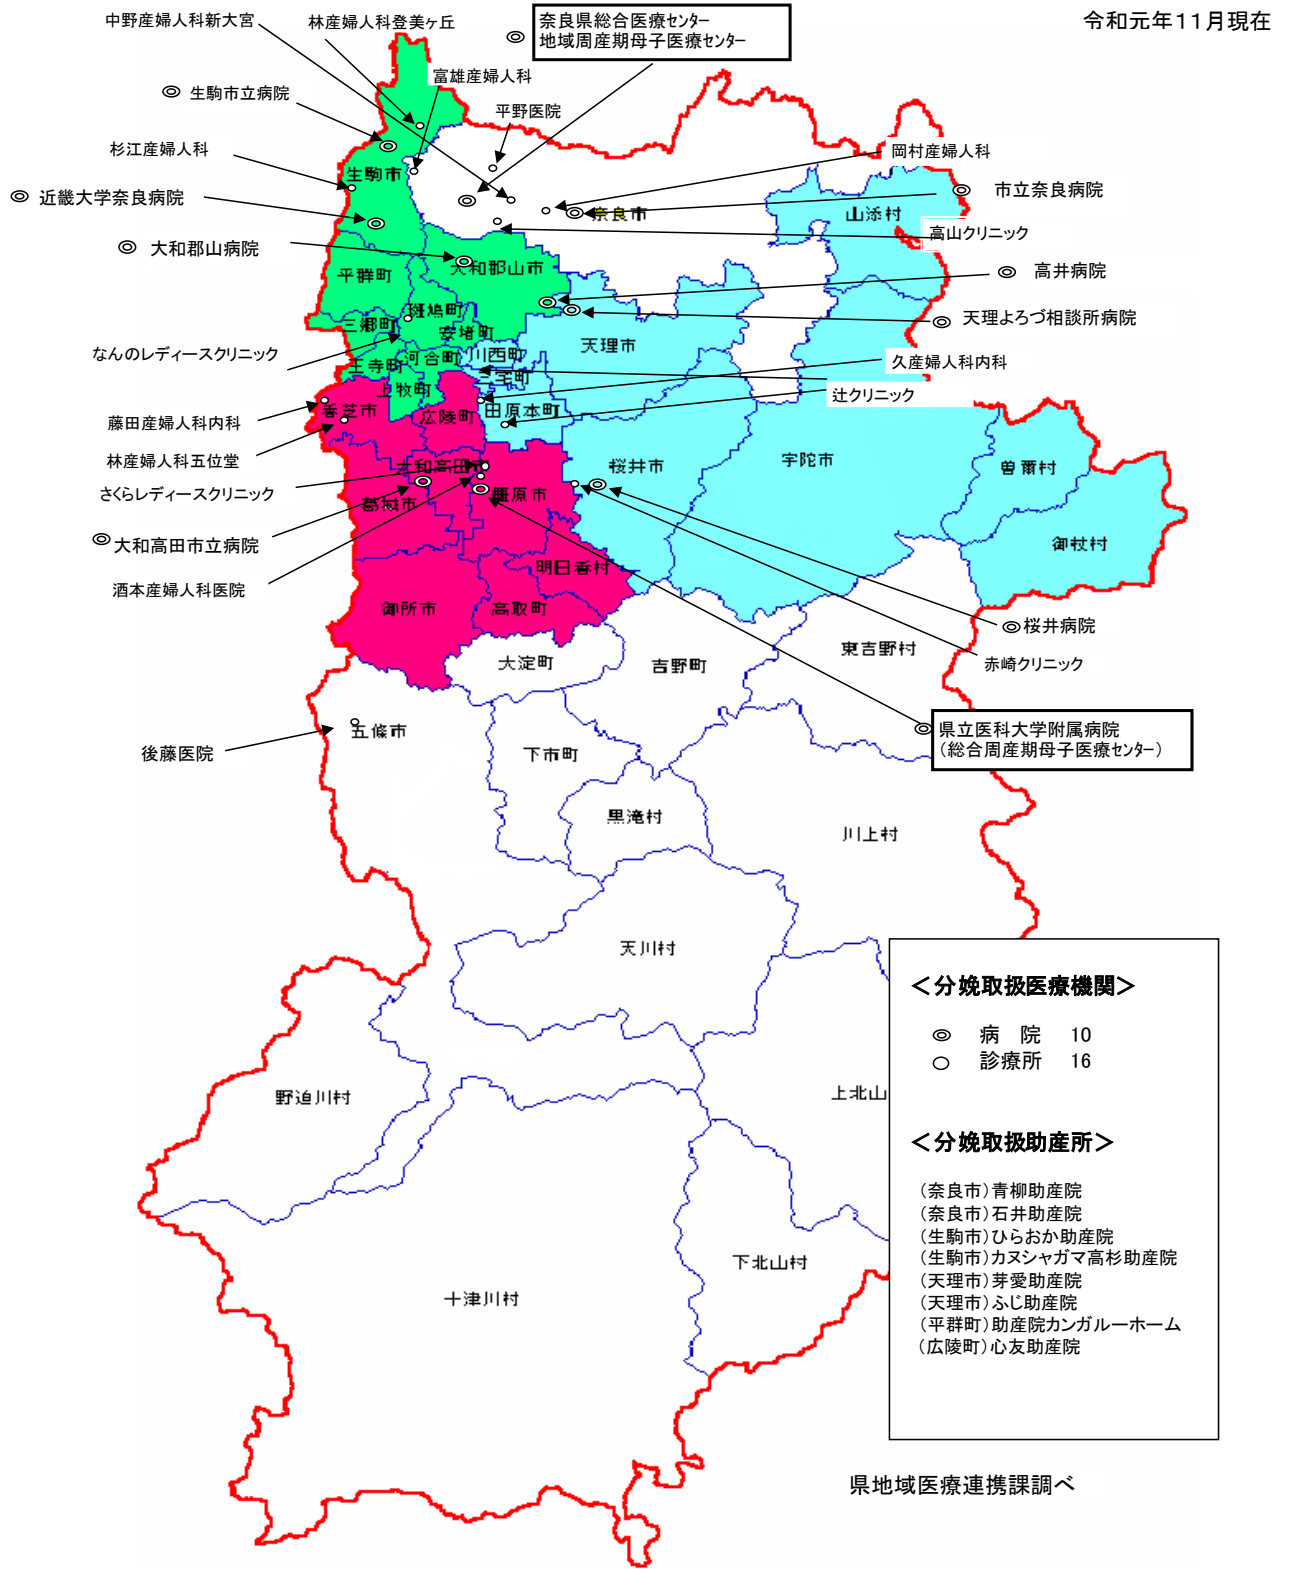 令和元年11月現在
中野産婦人科新大宮
林産婦人科登美ヶ丘
◎
奈良県総合医療センター
地域周産期母子医療センター
富雄産婦人科
◎ 生駒市立病院
平野医院
杉江産婦人科
岡村産婦人科
生駒市
◎ 近畿大学奈良病院
◎
市立奈良病院
奈良市
山添村
高山クリニック
◎ 大和郡山病院
平群町
大和郡山市
◎ 高井病院
斑鳩町
三郷町
安堵町
◎ 天理よろづ相談所病院
天理市
なんのレディースクリニック
王寺町
河合町
川西町
三宅町
久産婦人科内科
上牧町
辻クリニック
藤田産婦人科内科
香芝市
広陵町
田原本町
林産婦人科五位堂
大和高田市
桜井市
宇陀市
曽爾村
さくらレディースクリニック
葛城市
橿原市
◎ 大和高田市立病院
御杖村
酒本産婦人科医院
明日香村
御所市
高取町
◎ 桜井病院
大淀町
吉野町
東吉野村
赤崎クリニック
五條市
後藤医院
下市町
◎
県立医科大学附属病院
(総合周産期母子医療センター)
黒滝村
川上村
天川村
野迫川村
上北山
下北山村
十津川村
<分娩取扱医療機関>
◎ 病 院 10
○ 診療所 16
<分娩取扱助産所>
(奈良市)青柳助産院
(奈良市)石井助産院
(生駒市)ひらおか助産院
(生駒市)カヌシャガマ高杉助産院
(天理市)芽愛助産院
(天理市)ふじ助産院
(平群町)助産院カンガルーホーム
(広陵町)心友助産院
県地域医療連携課調べ